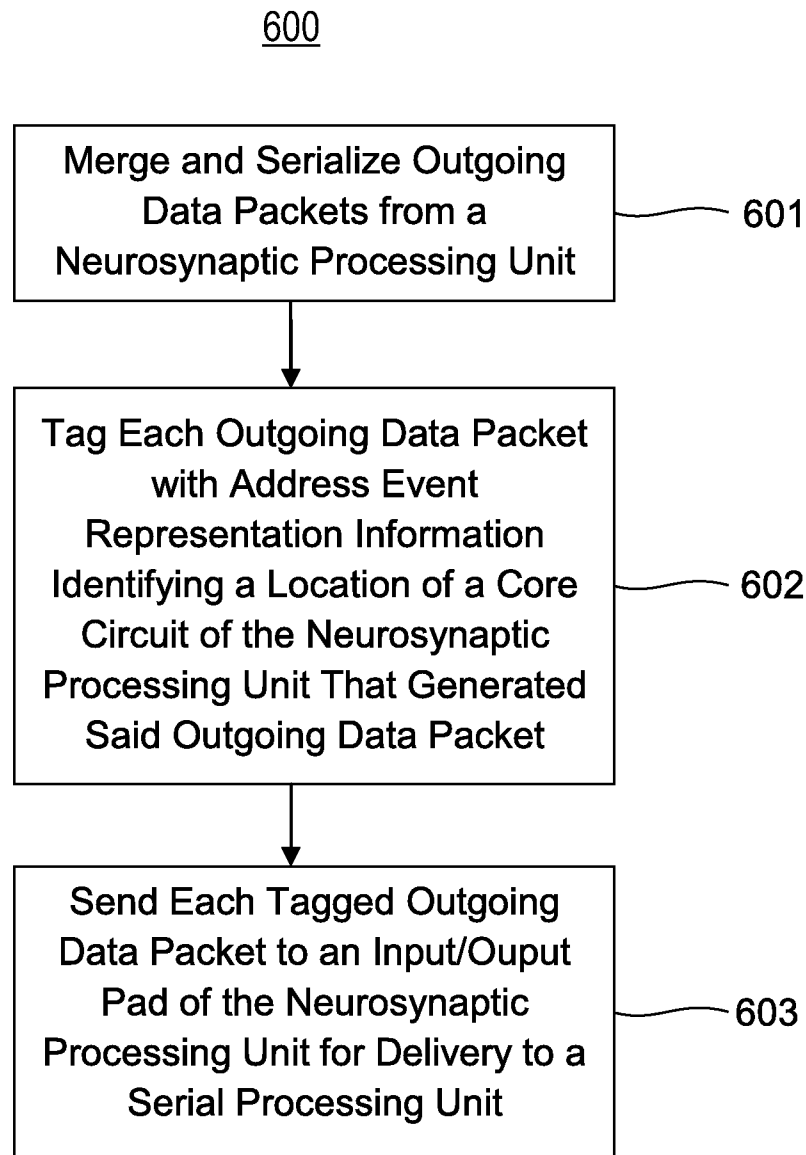 600
Merge and Serialize Outgoing
Data Packets from a
Neurosynaptic Processing Unit
601
Tag Each Outgoing Data Packet
with Address Event
Representation Information
Identifying a Location of a Core
Circuit of the Neurosynaptic
Processing Unit That Generated
Said Outgoing Data Packet
602
Send Each Tagged Outgoing
Data Packet to an Input/Ouput
Pad of the Neurosynaptic
Processing Unit for Delivery to a
Serial Processing Unit
603